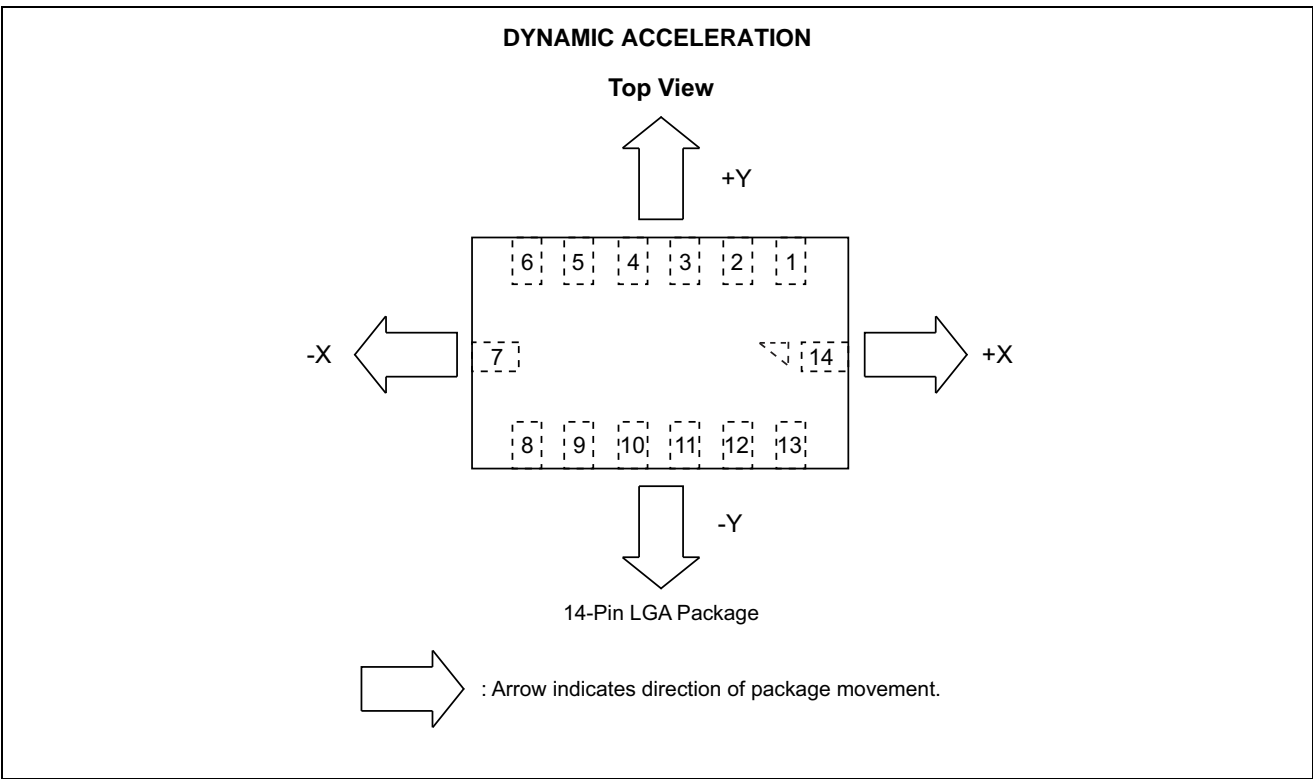 DYNAMIC ACCELERATION
Top View
+Y
6 5 4 3 2 1
-X 7 14 +X
8 9 10 11 12 13
-Y
14-Pin LGA Package
: Arrow indicates direction of package movement.